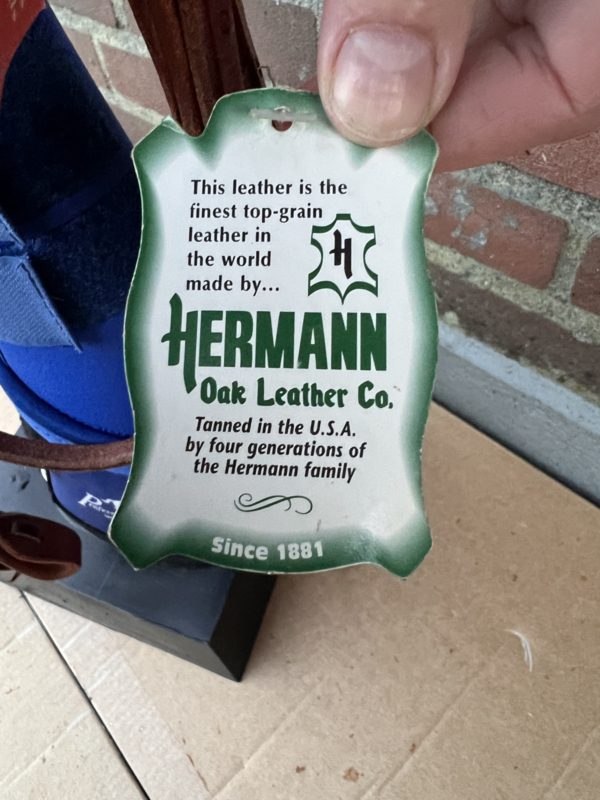 This leather is the
finest top-grain
leather in
the world
made by...
H
HERMANN
Oak Leather Co.
Tanned in the U.S.A.
by four generations of
the Hermann family
Since 1881